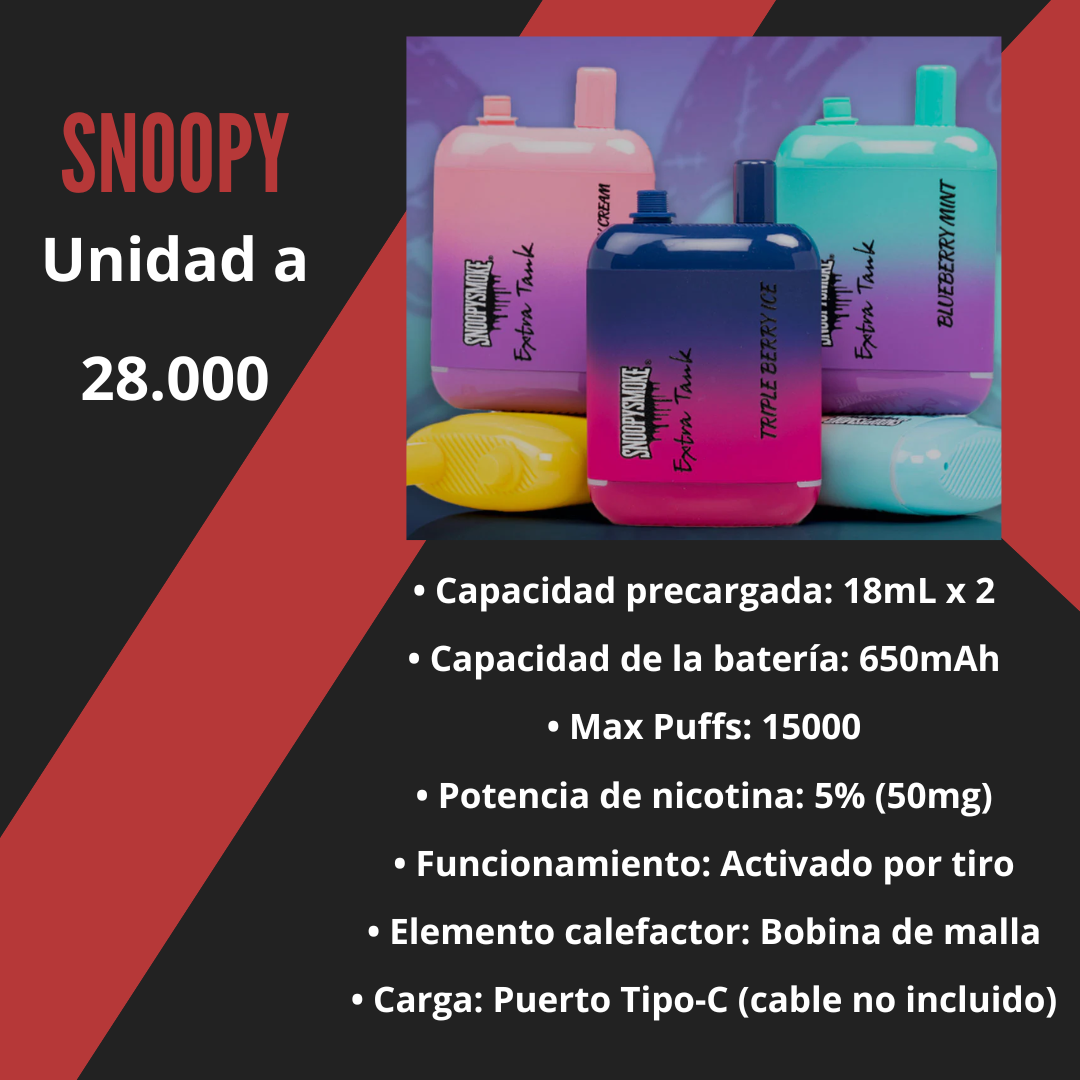 SNOOPY
Unidad a
28.000
CREAM
SNOOPYSMOKE
Extra Tank
SNOOPYSMOKE
Extra Tank
BLUEBERRY MINT
SNOOPYSMOKE
Extra Tank
TRIPLE BERRY ICE
• Capacidad precargada: 18mL x 2
• Capacidad de la batería: 650mAh
• Max Puffs: 15000
• Potencia de nicotina: 5% (50mg)
• Funcionamiento: Activado por tiro
• Elemento calefactor: Bobina de malla
• Carga: Puerto Tipo-C (cable no incluido)